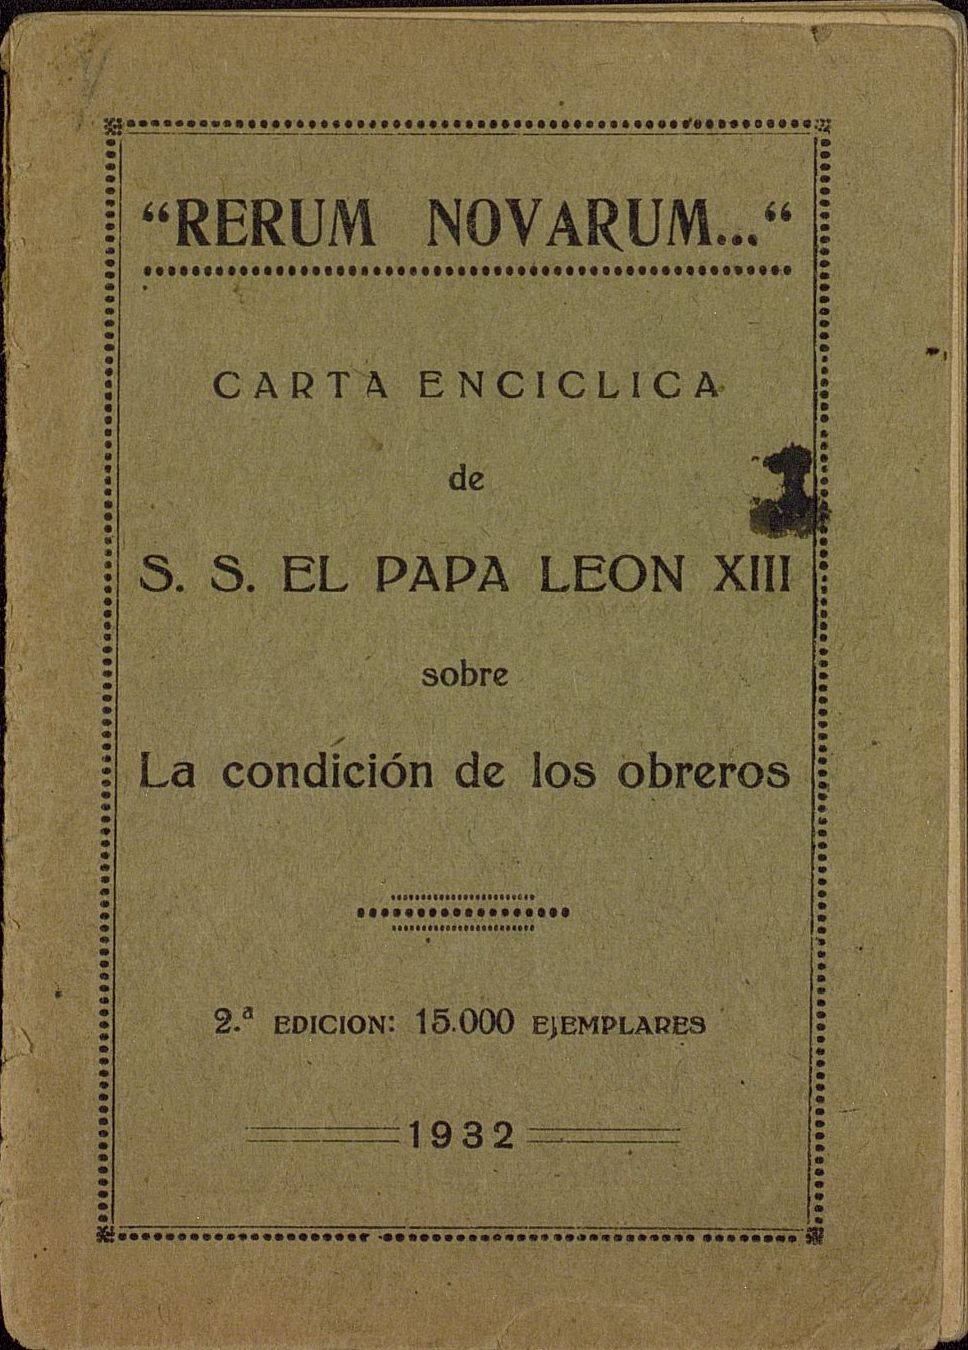 “RERUM NOVARUM...“
CARTA ENCICLICA
de
S. S. EL PAPA LEON XIII
sobre
La condición de los obreros
2.ª EDICION: 15.000 EJEMPLARES
1932